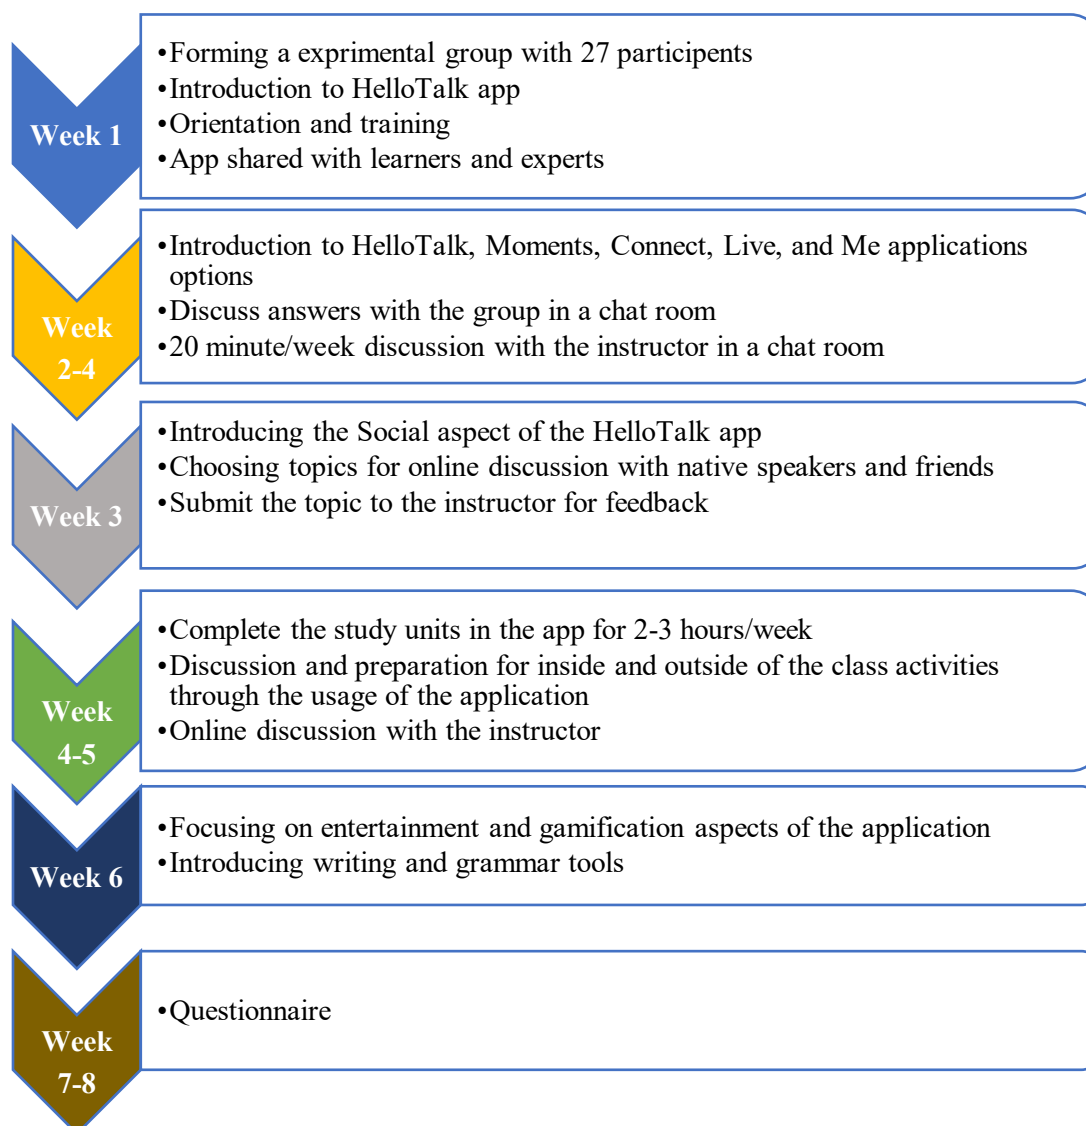 Week 1
•Forming a exprimental group with 27 participents
•Introduction to HelloTalk app
•Orientation and training
•App shared with learners and experts
Week
2-4
•Introduction to HelloTalk, Moments, Connect, Live, and Me applications
options
•Discuss answers with the group in a chat room
•20 minute/week discussion with the instructor in a chat room
Week 3
•Introducing the Social aspect of the HelloTalk app
•Choosing topics for online discussion with native speakers and friends
•Submit the topic to the instructor for feedback
Week
4-5
•Complete the study units in the app for 2-3 hours/week
•Discussion and preparation for inside and outside of the class activities
through the usage of the application
•Online discussion with the instructor
Week 6
•Focusing on entertainment and gamification aspects of the application
•Introducing writing and grammar tools
Week
7-8
•Questionnaire